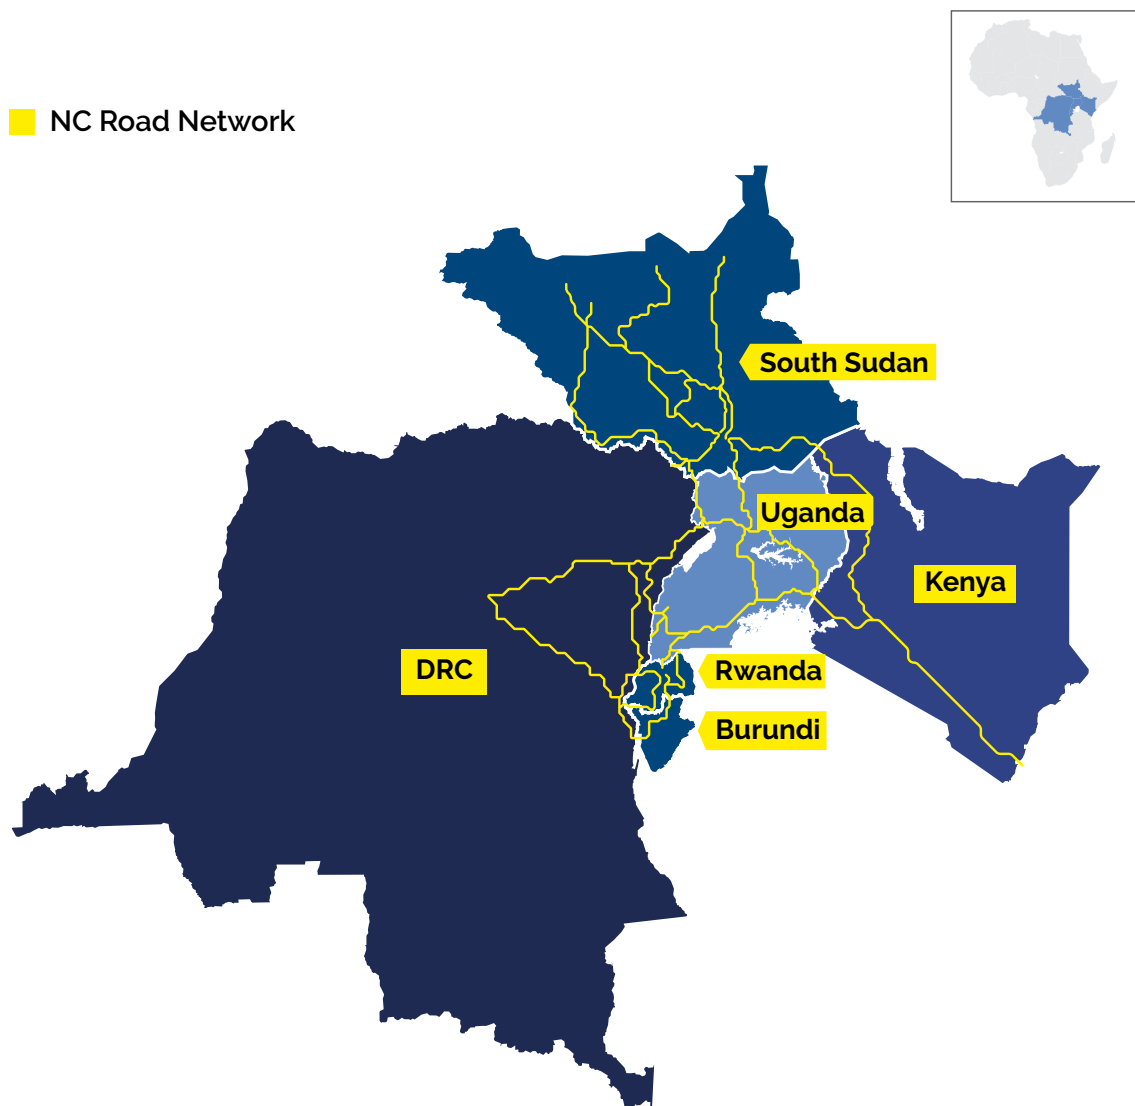 NC Road Network
South Sudan
Uganda
Kenya
DRC
Rwanda
Burundi